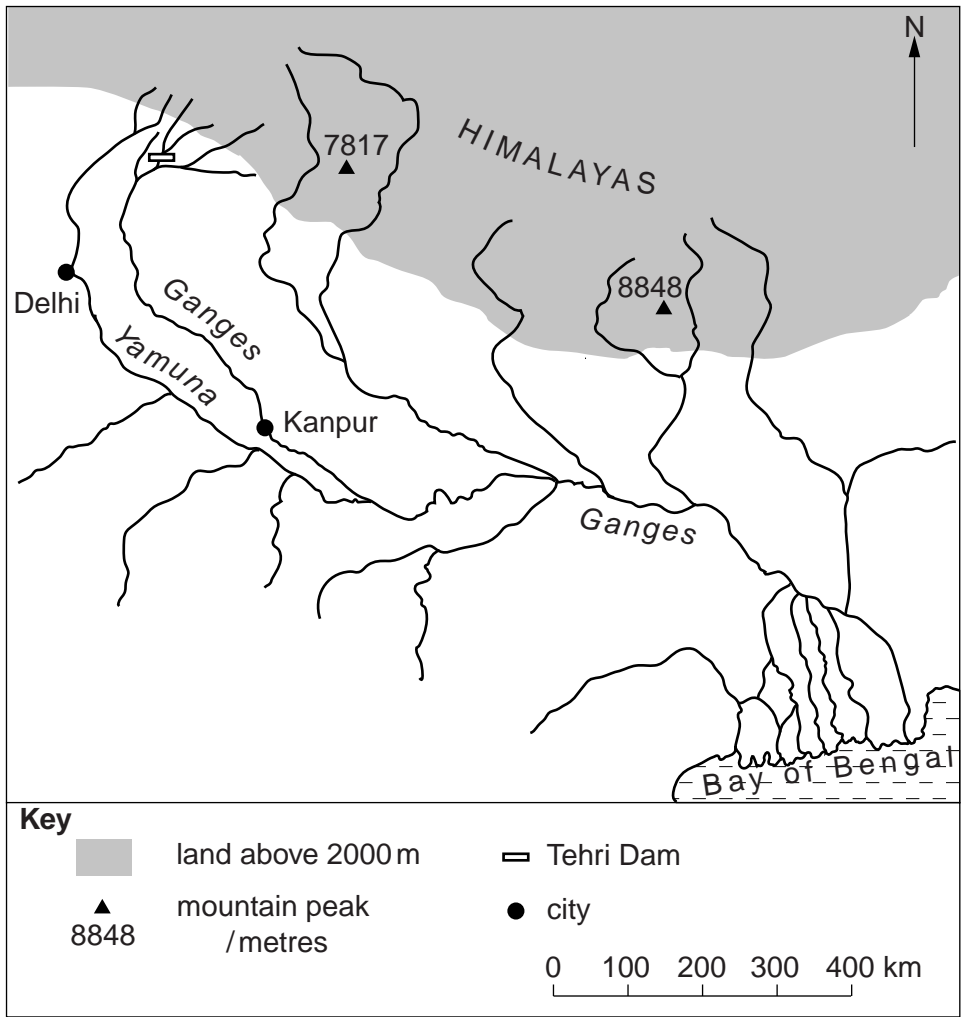 N
HIMALAYAS
7817
8848
Delhi
Ganges
Yamuna
Kanpur
Ganges
Bay of Bengal
Key
land above 2000 m
Tehri Dam
mountain peak
/metres
8848
city
0 100 200 300 400 km